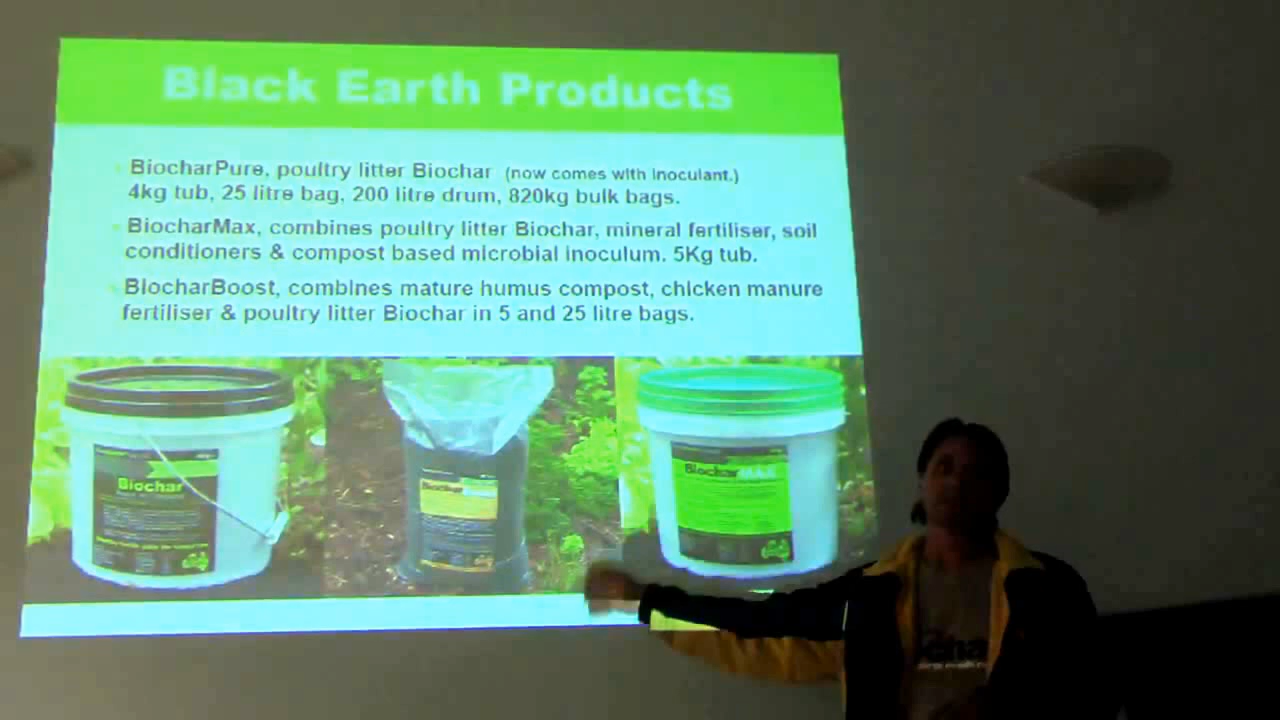 Black Earth Products
BiocharPure, poultry litter Biochar (now comes with inoculant.)
4kg tub, 25 litre bag, 200 litre drum, 820kg bulk bags.
BiocharMax, combines poultry litter Biochar, mineral fertiliser, soil
conditioners & compost based microbial inoculum. 5Kg tub.
BiocharBoost, combines mature humus compost, chicken manure
fertiliser & poultry litter Biochar in 5 and 25 litre bags.
Biochar
Biochar
BiocharMAX